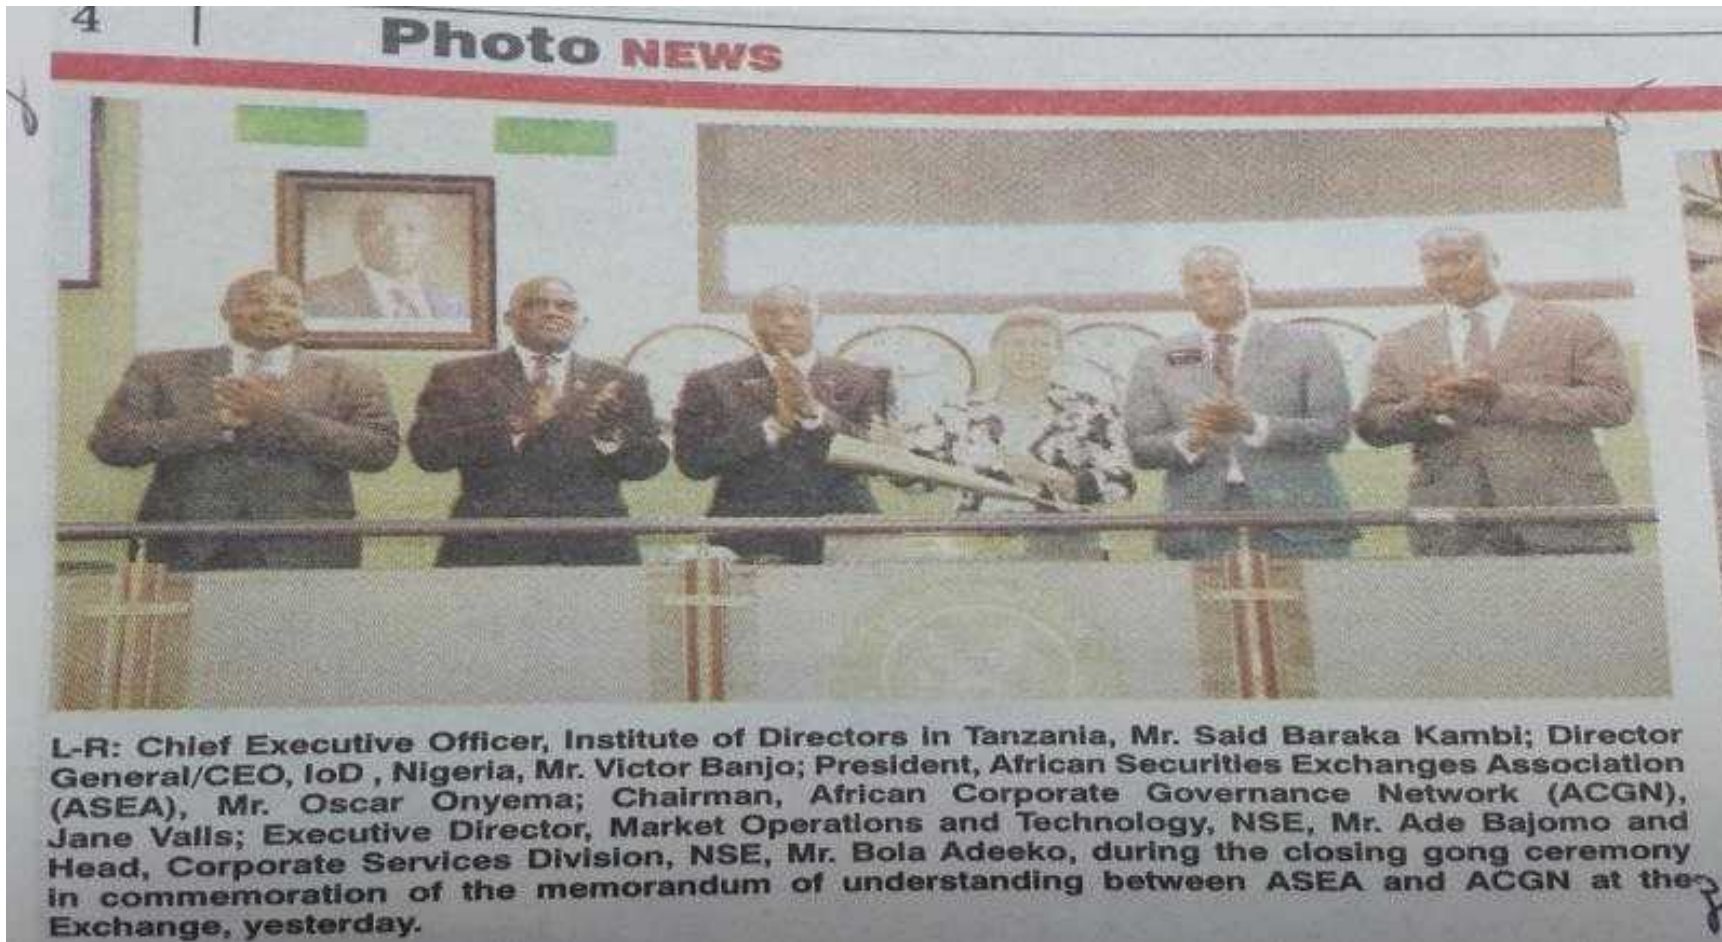 4
Photo NEWS
L-R: Chief Executive Officer, Institute of Directors in Tanzania, Mr. Said Baraka Kambi; Director
General/CEO, IoD , Nigeria, Mr. Victor Banjo; President, African Securities Exchanges Association
(ASEA), Mr. Oscar Onyema; Chairman, African Corporate Governance Network (ACGN),
Jane Valls; Executive Director, Market Operations and Technology, NSE, Mr. Ade Bajomo and
Head, Corporate Services Division, NSE, Mr. Bola Adeeko, during the closing gong ceremony
in commemoration of the memorandum of understanding between ASEA and ACGN at the
Exchange, yesterday.